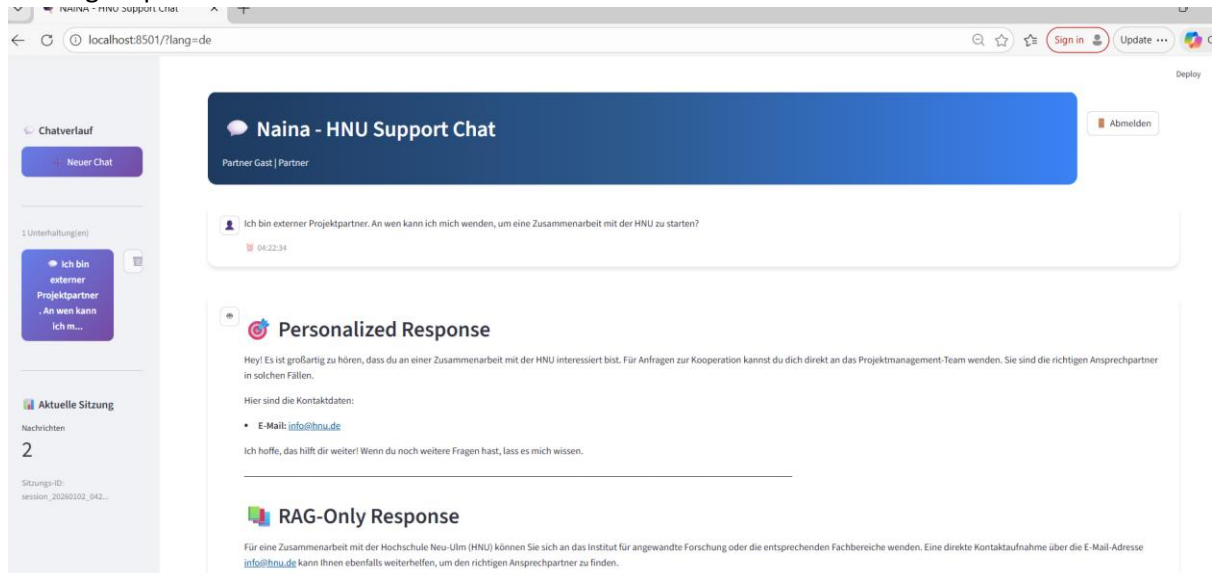 NAINA - HNU Support Chat
localhost:8501/?lang=de
Sign in
Update
Deploy
Chatverlauf
Neuer Chat
1 Unterhaltung(en)
Ich bin
externer
Projektpartner
. An wen kann
ich m...
Aktuelle Sitzung
Nachrichten
2
Sitzungs-ID:
session_20260102_042...
Naina - HNU Support Chat
Partner Gast | Partner
Abmelden
Ich bin externer Projektpartner. An wen kann ich mich wenden, um eine Zusammenarbeit mit der HNU zu starten?
04:22:34
Personalized Response
Hey! Es ist großartig zu hören, dass du an einer Zusammenarbeit mit der HNU interessiert bist. Für Anfragen zur Kooperation kannst du dich direkt an das Projektmanagement-Team wenden. Sie sind die richtigen Ansprechpartner
in solchen Fällen.
Hier sind die Kontaktdaten:
• E-Mail: info@hnu.de
Ich hoffe, das hilft dir weiter! Wenn du noch weitere Fragen hast, lass es mich wissen.
RAG-Only Response
Für eine Zusammenarbeit mit der Hochschule Neu-Ulm (HNU) können Sie sich an das Institut für angewandte Forschung oder die entsprechenden Fachbereiche wenden. Eine direkte Kontaktaufnahme über die E-Mail-Adresse
info@hnu.de kann Ihnen ebenfalls weiterhelfen, um den richtigen Ansprechpartner zu finden.